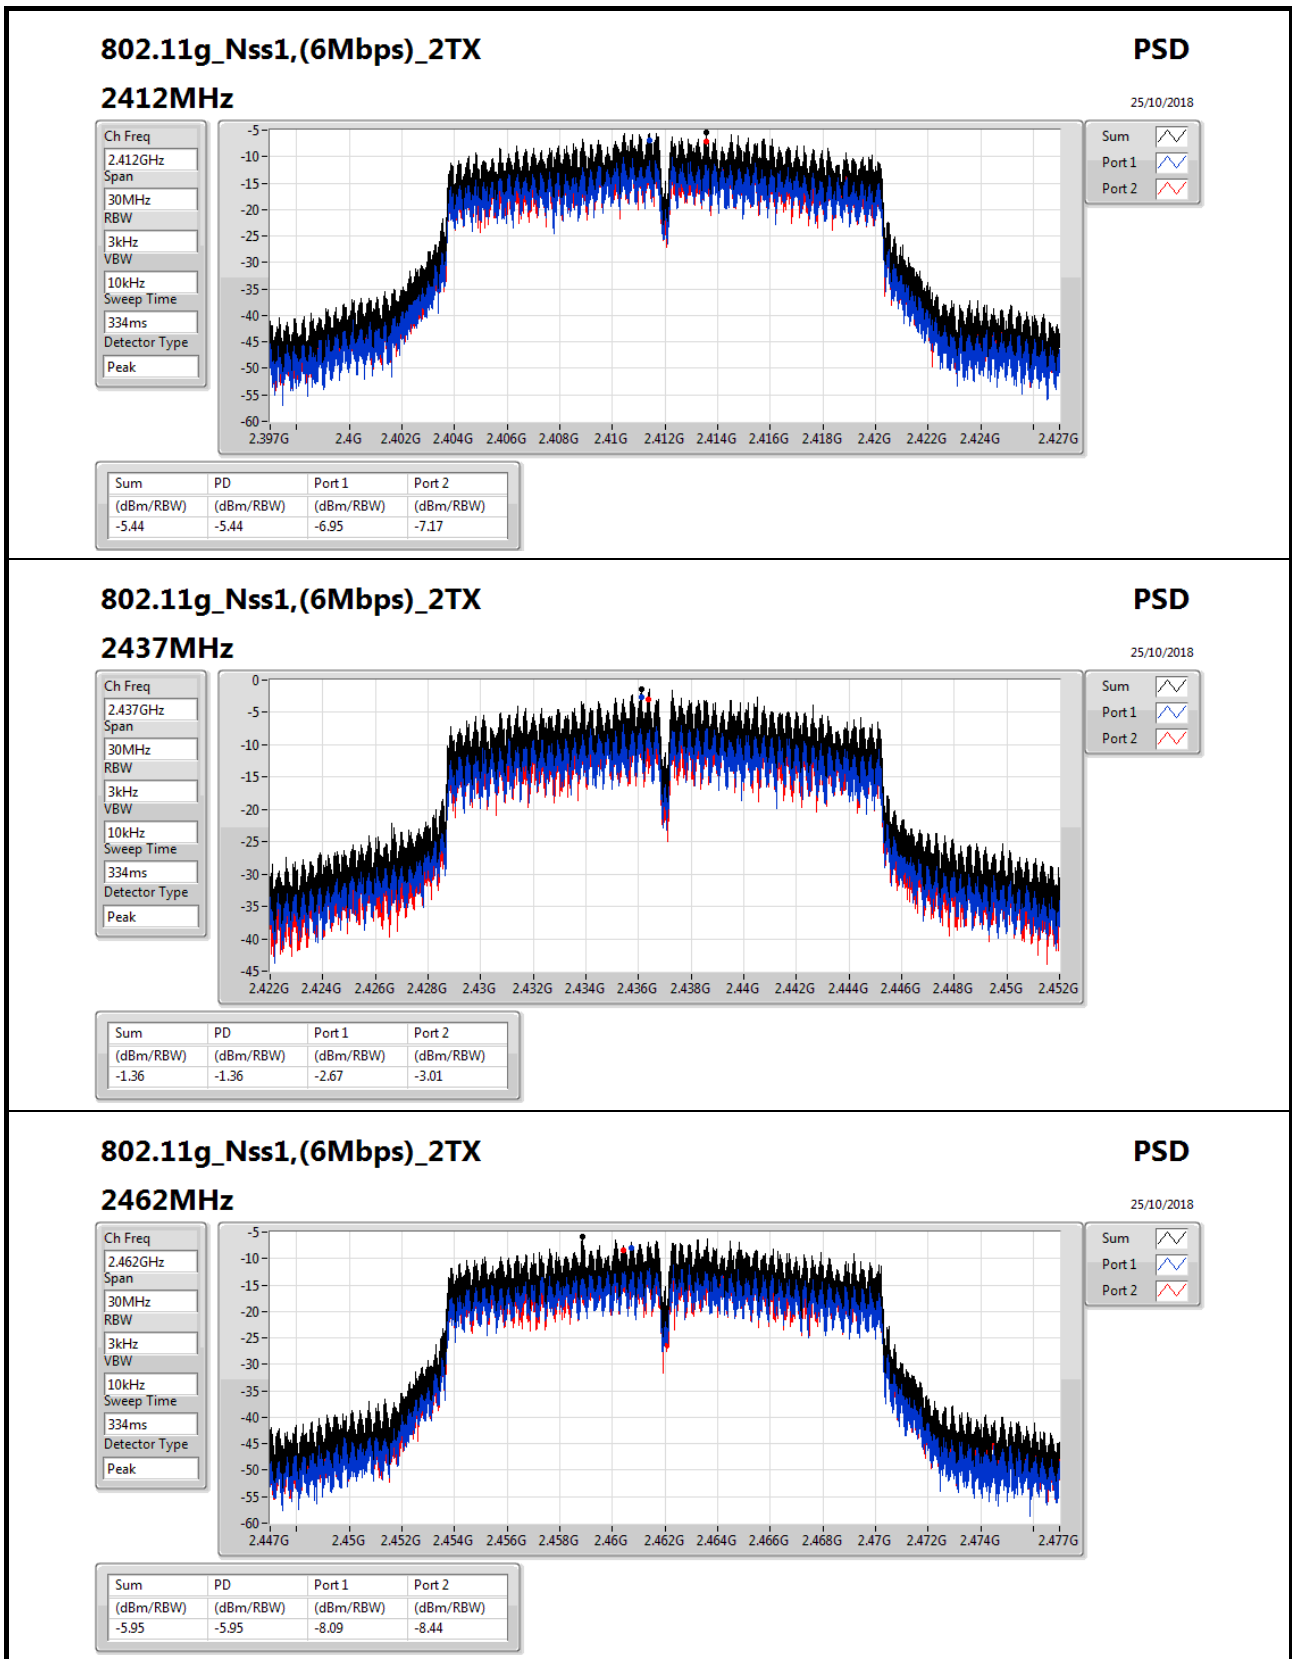 802.11g_Nss1,(6Mbps)_2TX PSD
2412MHz 25/10/2018
Ch Freq
2.412GHz
Span
30MHz
RBW
3kHz
VBW
10kHz
Sweep Time
334ms
Detector Type
Peak
-5
-10
-15
-20
-25
-30
-35
-40
-45
-50
-55
-60
2.397G 2.4G 2.402G 2.404G 2.406G 2.408G 2.41G 2.412G 2.414G 2.416G 2.418G 2.42G 2.422G 2.424G 2.427G
Sum
Port 1
Port 2
Sum PD Port 1 Port 2
(dBm/RBW) (dBm/RBW) (dBm/RBW) (dBm/RBW)
-5.44 -5.44 -6.95 -7.17
802.11g_Nss1,(6Mbps)_2TX PSD
2437MHz 25/10/2018
Ch Freq
2.437GHz
Span
30MHz
RBW
3kHz
VBW
10kHz
Sweep Time
334ms
Detector Type
Peak
0
-5
-10
-15
-20
-25
-30
-35
-40
-45
2.422G 2.424G 2.426G 2.428G 2.43G 2.432G 2.434G 2.436G 2.438G 2.44G 2.442G 2.444G 2.446G 2.448G 2.45G 2.452G
Sum
Port 1
Port 2
Sum PD Port 1 Port 2
(dBm/RBW) (dBm/RBW) (dBm/RBW) (dBm/RBW)
-1.36 -1.36 -2.67 -3.01
802.11g_Nss1,(6Mbps)_2TX PSD
2462MHz 25/10/2018
Ch Freq
2.462GHz
Span
30MHz
RBW
3kHz
VBW
10kHz
Sweep Time
334ms
Detector Type
Peak
-5
-10
-15
-20
-25
-30
-35
-40
-45
-50
-55
-60
2.447G 2.45G 2.452G 2.454G 2.456G 2.458G 2.46G 2.462G 2.464G 2.466G 2.468G 2.47G 2.472G 2.474G 2.477G
Sum
Port 1
Port 2
Sum PD Port 1 Port 2
(dBm/RBW) (dBm/RBW) (dBm/RBW) (dBm/RBW)
-5.95 -5.95 -8.09 -8.44